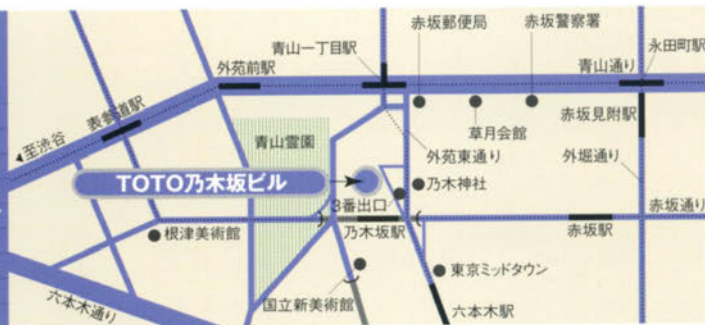 赤坂郵便局
赤坂警察署
青山一丁目駅
青山通り
永田町駅
外苑前駅
表参道駅
赤坂見附駅
◀至渋谷
青山霊園
草月会館
外苑東通り
外堀通り
TOTO乃木坂ビル
乃木神社
3番出口
赤坂通り
根津美術館
乃木坂駅
赤坂駅
東京ミッドタウン
六本木通り
国立新美術館
六本木駅